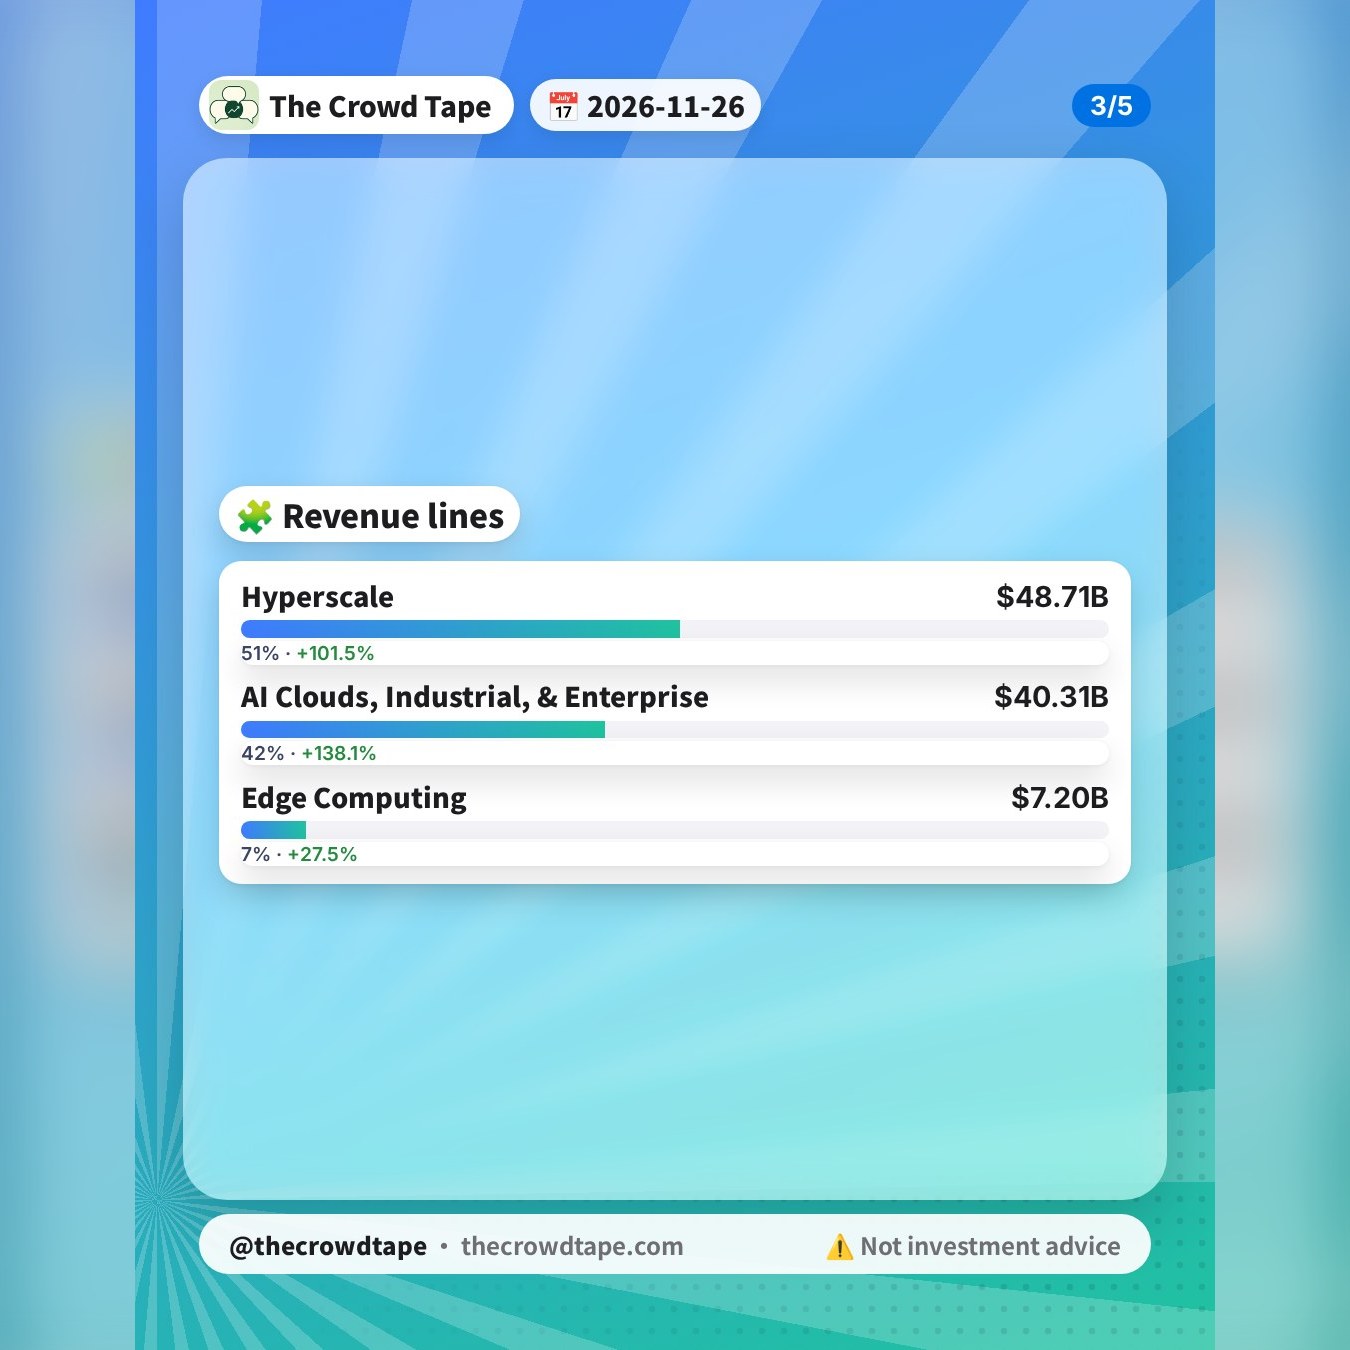 The Crowd Tape
📅 2026-11-26
3/5
🧩 Revenue lines
Hyperscale $48.71B
51% · +101.5%
AI Clouds, Industrial, & Enterprise $40.31B
42% · +138.1%
Edge Computing $7.20B
7% · +27.5%
@thecrowdtape • thecrowdtape.com ⚠️ Not investment advice